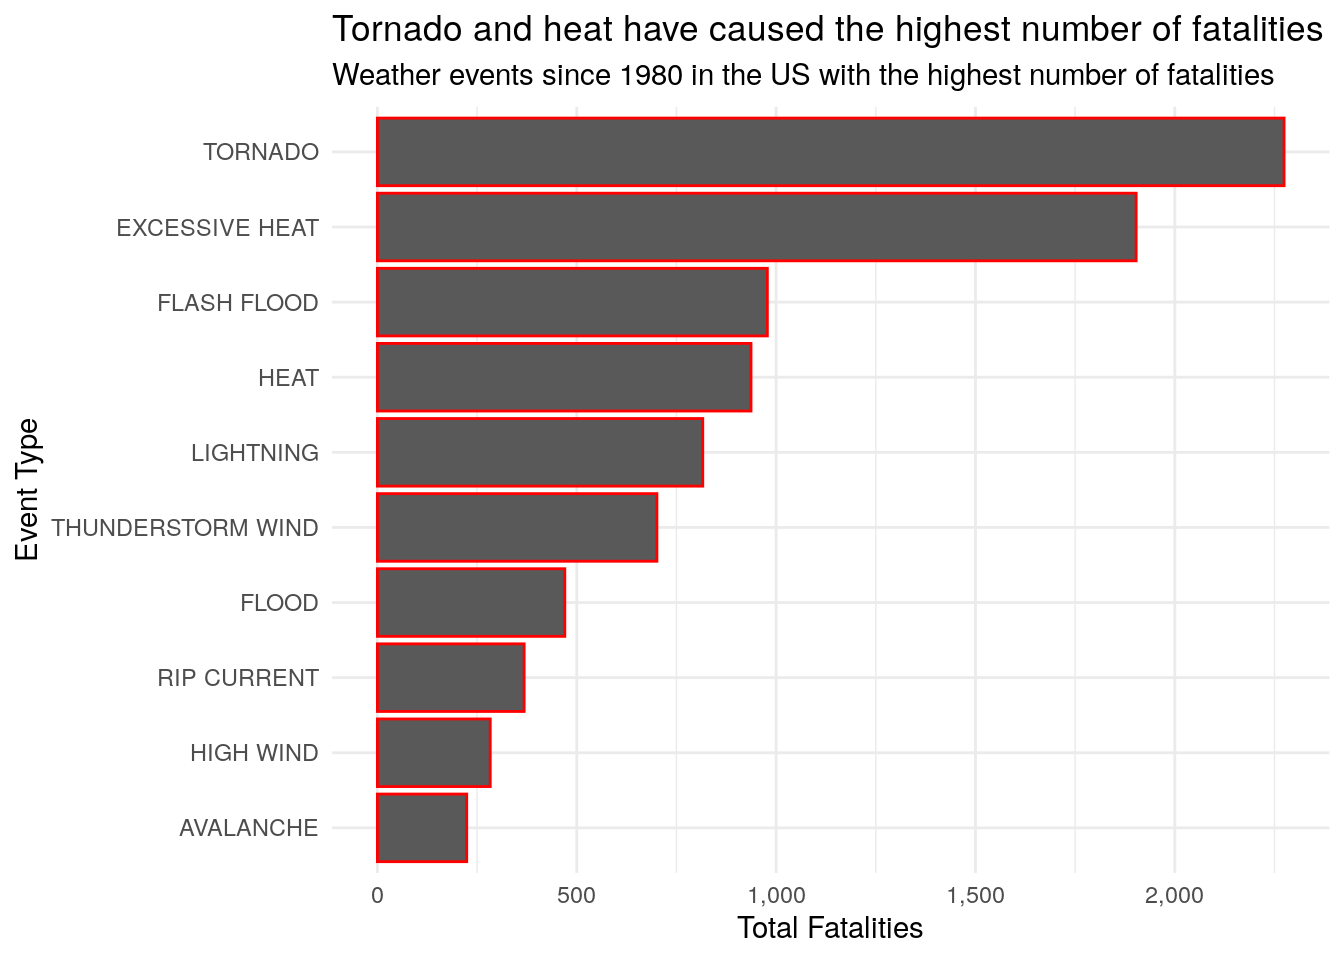 Tornado and heat have caused the highest number of fatalities
Weather events since 1980 in the US with the highest number of fatalities
TORNADO
EXCESSIVE HEAT
FLASH FLOOD
HEAT
LIGHTNING
THUNDERSTORM WIND
FLOOD
RIP CURRENT
HIGH WIND
AVALANCHE
Event Type
0 500 1,000 1,500 2,000
Total Fatalities